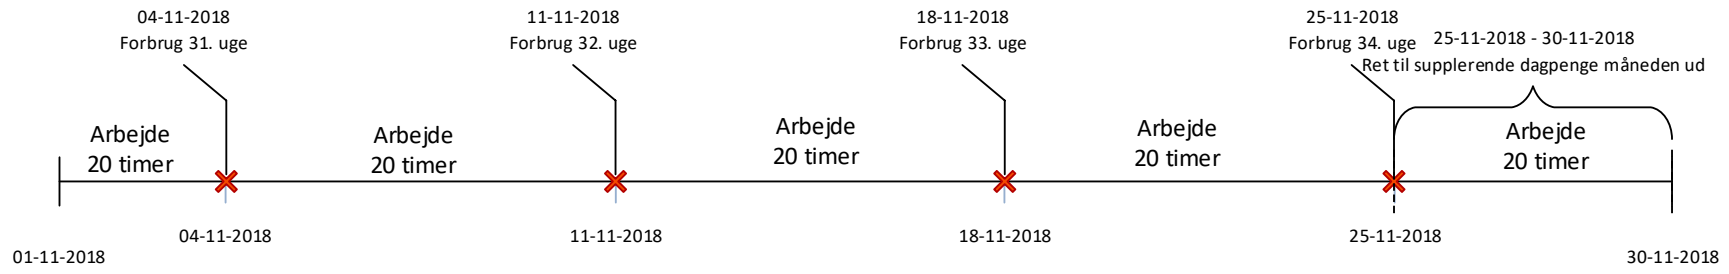 04-11-2018
Forbrug 31. uge
11-11-2018
Forbrug 32. uge
18-11-2018
Forbrug 33. uge
25-11-2018
Forbrug 34. uge
25-11-2018 - 30-11-2018
Ret til supplerende dagpenge måneden ud
Arbejde
20 timer
Arbejde
20 timer
Arbejde
20 timer
Arbejde
20 timer
Arbejde
20 timer
01-11-2018
04-11-2018
11-11-2018
18-11-2018
25-11-2018
30-11-2018